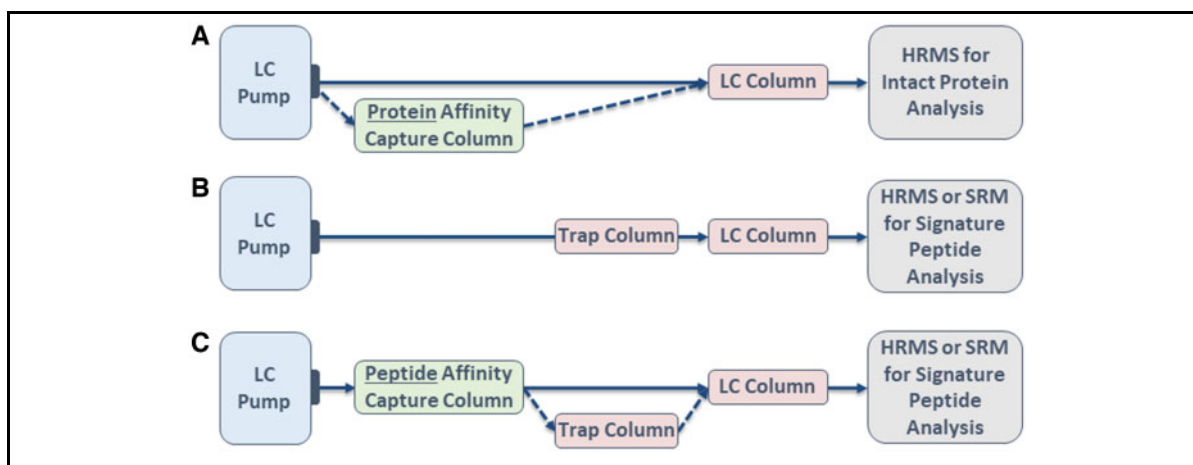 A
LC
Pump
Protein Affinity
Capture Column
LC Column
HRMS for
Intact Protein
Analysis
B
LC
Pump
Trap Column
LC Column
HRMS or SRM
for Signature
Peptide
Analysis
C
LC
Pump
Peptide Affinity
Capture Column
Trap Column
LC Column
HRMS or SRM
for Signature
Peptide
Analysis